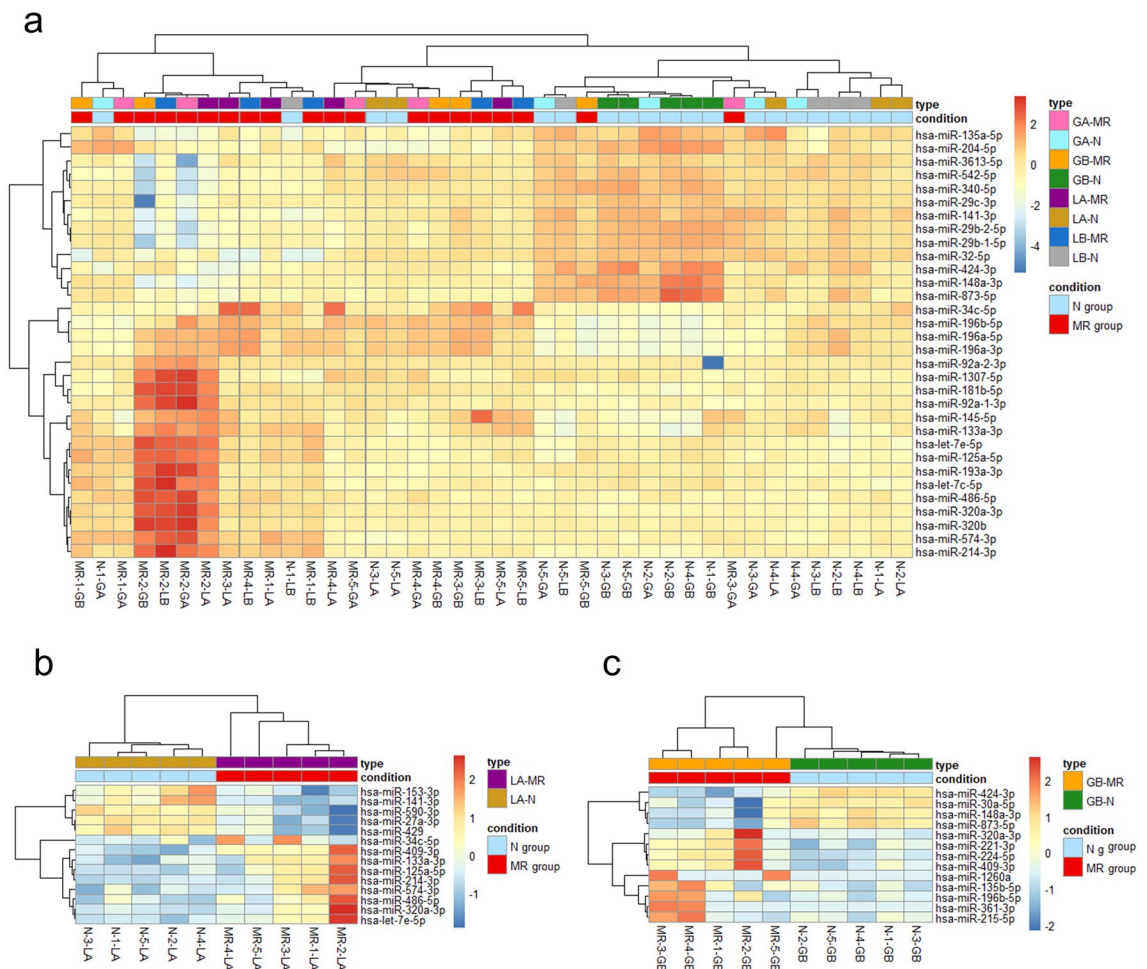 a
type
condition
hsa-miR-135a-5p
hsa-miR-204-5p
hsa-miR-3613-5p
hsa-miR-542-5p
hsa-miR-340-5p
hsa-miR-29c-3p
hsa-miR-141-3p
hsa-miR-29b-2-5p
hsa-miR-29b-1-5p
hsa-miR-32-5p
hsa-miR-424-3p
hsa-miR-148a-3p
hsa-miR-873-5p
hsa-miR-34c-5p
hsa-miR-196b-5p
hsa-miR-196a-5p
hsa-miR-196a-3p
hsa-miR-92a-2-3p
hsa-miR-1307-5p
hsa-miR-181b-5p
hsa-miR-92a-1-3p
hsa-miR-145-5p
hsa-miR-133a-3p
hsa-let-7e-5p
hsa-miR-125a-5p
hsa-miR-193a-3p
hsa-let-7c-5p
hsa-miR-486-5p
hsa-miR-320a-3p
hsa-miR-320b
hsa-miR-574-3p
hsa-miR-214-3p
2
0
-2
-4
type
GA-MR
GA-N
GB-MR
GB-N
LA-MR
LA-N
LB-MR
LB-N
condition
N group
MR group
MR-1-GB
N-1-GA
MR-1-GA
MR-2-GB
MR-2-LB
MR-2-GA
MR-2-LA
MR-3-LA
MR-4-LB
MR-1-LA
N-1-LB
MR-1-LB
MR-4-LA
MR-5-GA
N-3-LA
N-5-LA
MR-4-GA
MR-4-GB
MR-3-GB
MR-3-LB
MR-5-LA
MR-5-LB
N-5-GA
N-5-LB
MR-5-GB
N-3-GB
N-5-GB
N-2-GA
N-2-GB
N-4-GB
N-1-GB
MR-3-GA
N-3-GA
N-4-LA
N-4-GA
N-3-LB
N-2-LB
N-4-LB
N-1-LA
N-2-LA
b
type
condition
hsa-miR-153-3p
hsa-miR-141-3p
hsa-miR-590-3p
hsa-miR-27a-3p
hsa-miR-429
hsa-miR-34c-5p
hsa-miR-409-3p
hsa-miR-133a-3p
hsa-miR-125a-5p
hsa-miR-214-3p
hsa-miR-574-3p
hsa-miR-486-5p
hsa-miR-320a-3p
hsa-let-7e-5p
2
1
0
-1
type
LA-MR
LA-N
condition
N group
MR group
N-3-LA
N-1-LA
N-5-LA
N-2-LA
N-4-LA
MR-4-LA
MR-5-LA
MR-3-LA
MR-1-LA
MR-2-LA
c
type
condition
hsa-miR-424-3p
hsa-miR-30a-5p
hsa-miR-148a-3p
hsa-miR-873-5p
hsa-miR-320a-3p
hsa-miR-221-3p
hsa-miR-224-5p
hsa-miR-409-3p
hsa-miR-1260a
hsa-miR-135b-5p
hsa-miR-196b-5p
hsa-miR-361-3p
hsa-miR-215-5p
2
1
0
-1
-2
type
GB-MR
GB-N
condition
N group
MR group
MR-3-GB
MR-4-GB
MR-1-GB
MR-2-GB
MR-5-GB
N-2-GB
N-5-GB
N-4-GB
N-1-GB
N-3-GB